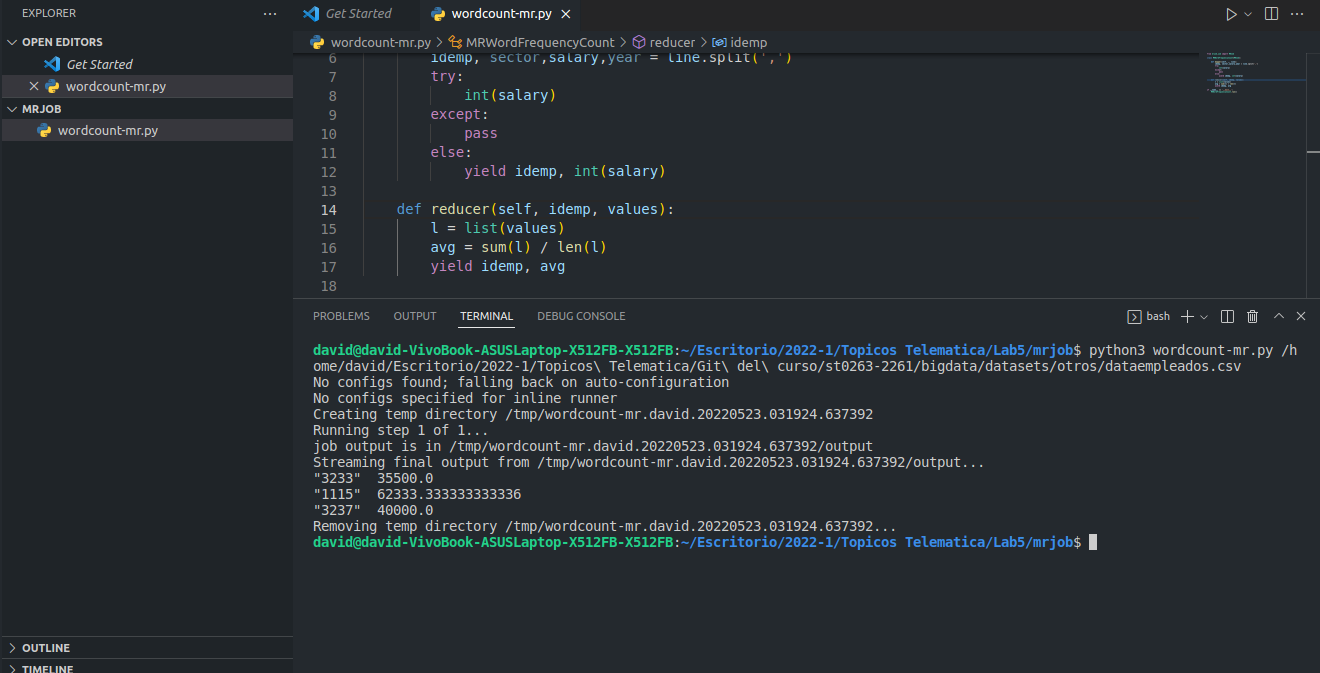 EXPLORER
OPEN EDITORS
Get Started
wordcount-mr.py
MRJOB
wordcount-mr.py
OUTLINE
TIMELINE
Get Started
wordcount-mr.py
wordcount-mr.py > MRWordFrequencyCount > reducer > idemp
6 idemp, sector,salary,year = line.split(',')
7 try:
8 int(salary)
9 except:
10 pass
11 else:
12 yield idemp, int(salary)
13
14 def reducer(self, idemp, values):
15 l = list(values)
16 avg = sum(l) / len(l)
17 yield idemp, avg
18
PROBLEMS OUTPUT TERMINAL DEBUG CONSOLE
bash
david@david-VivoBook-ASUSLaptop-X512FB-X512FB:~/Escritorio/2022-1/Topicos Telematica/Lab5/mrjob$ python3 wordcount-mr.py /h
ome/david/Escritorio/2022-1/Topicos\ Telematica/Git\ del\ curso/st0263-2261/bigdata/datasets/otros/dataempleados.csv
No configs found; falling back on auto-configuration
No configs specified for inline runner
Creating temp directory /tmp/wordcount-mr.david.20220523.031924.637392
Running step 1 of 1...
job output is in /tmp/wordcount-mr.david.20220523.031924.637392/output
Streaming final output from /tmp/wordcount-mr.david.20220523.031924.637392/output...
"3233" 35500.0
"1115" 62333.333333333336
"3237" 40000.0
Removing temp directory /tmp/wordcount-mr.david.20220523.031924.637392...
david@david-VivoBook-ASUSLaptop-X512FB-X512FB:~/Escritorio/2022-1/Topicos Telematica/Lab5/mrjob$